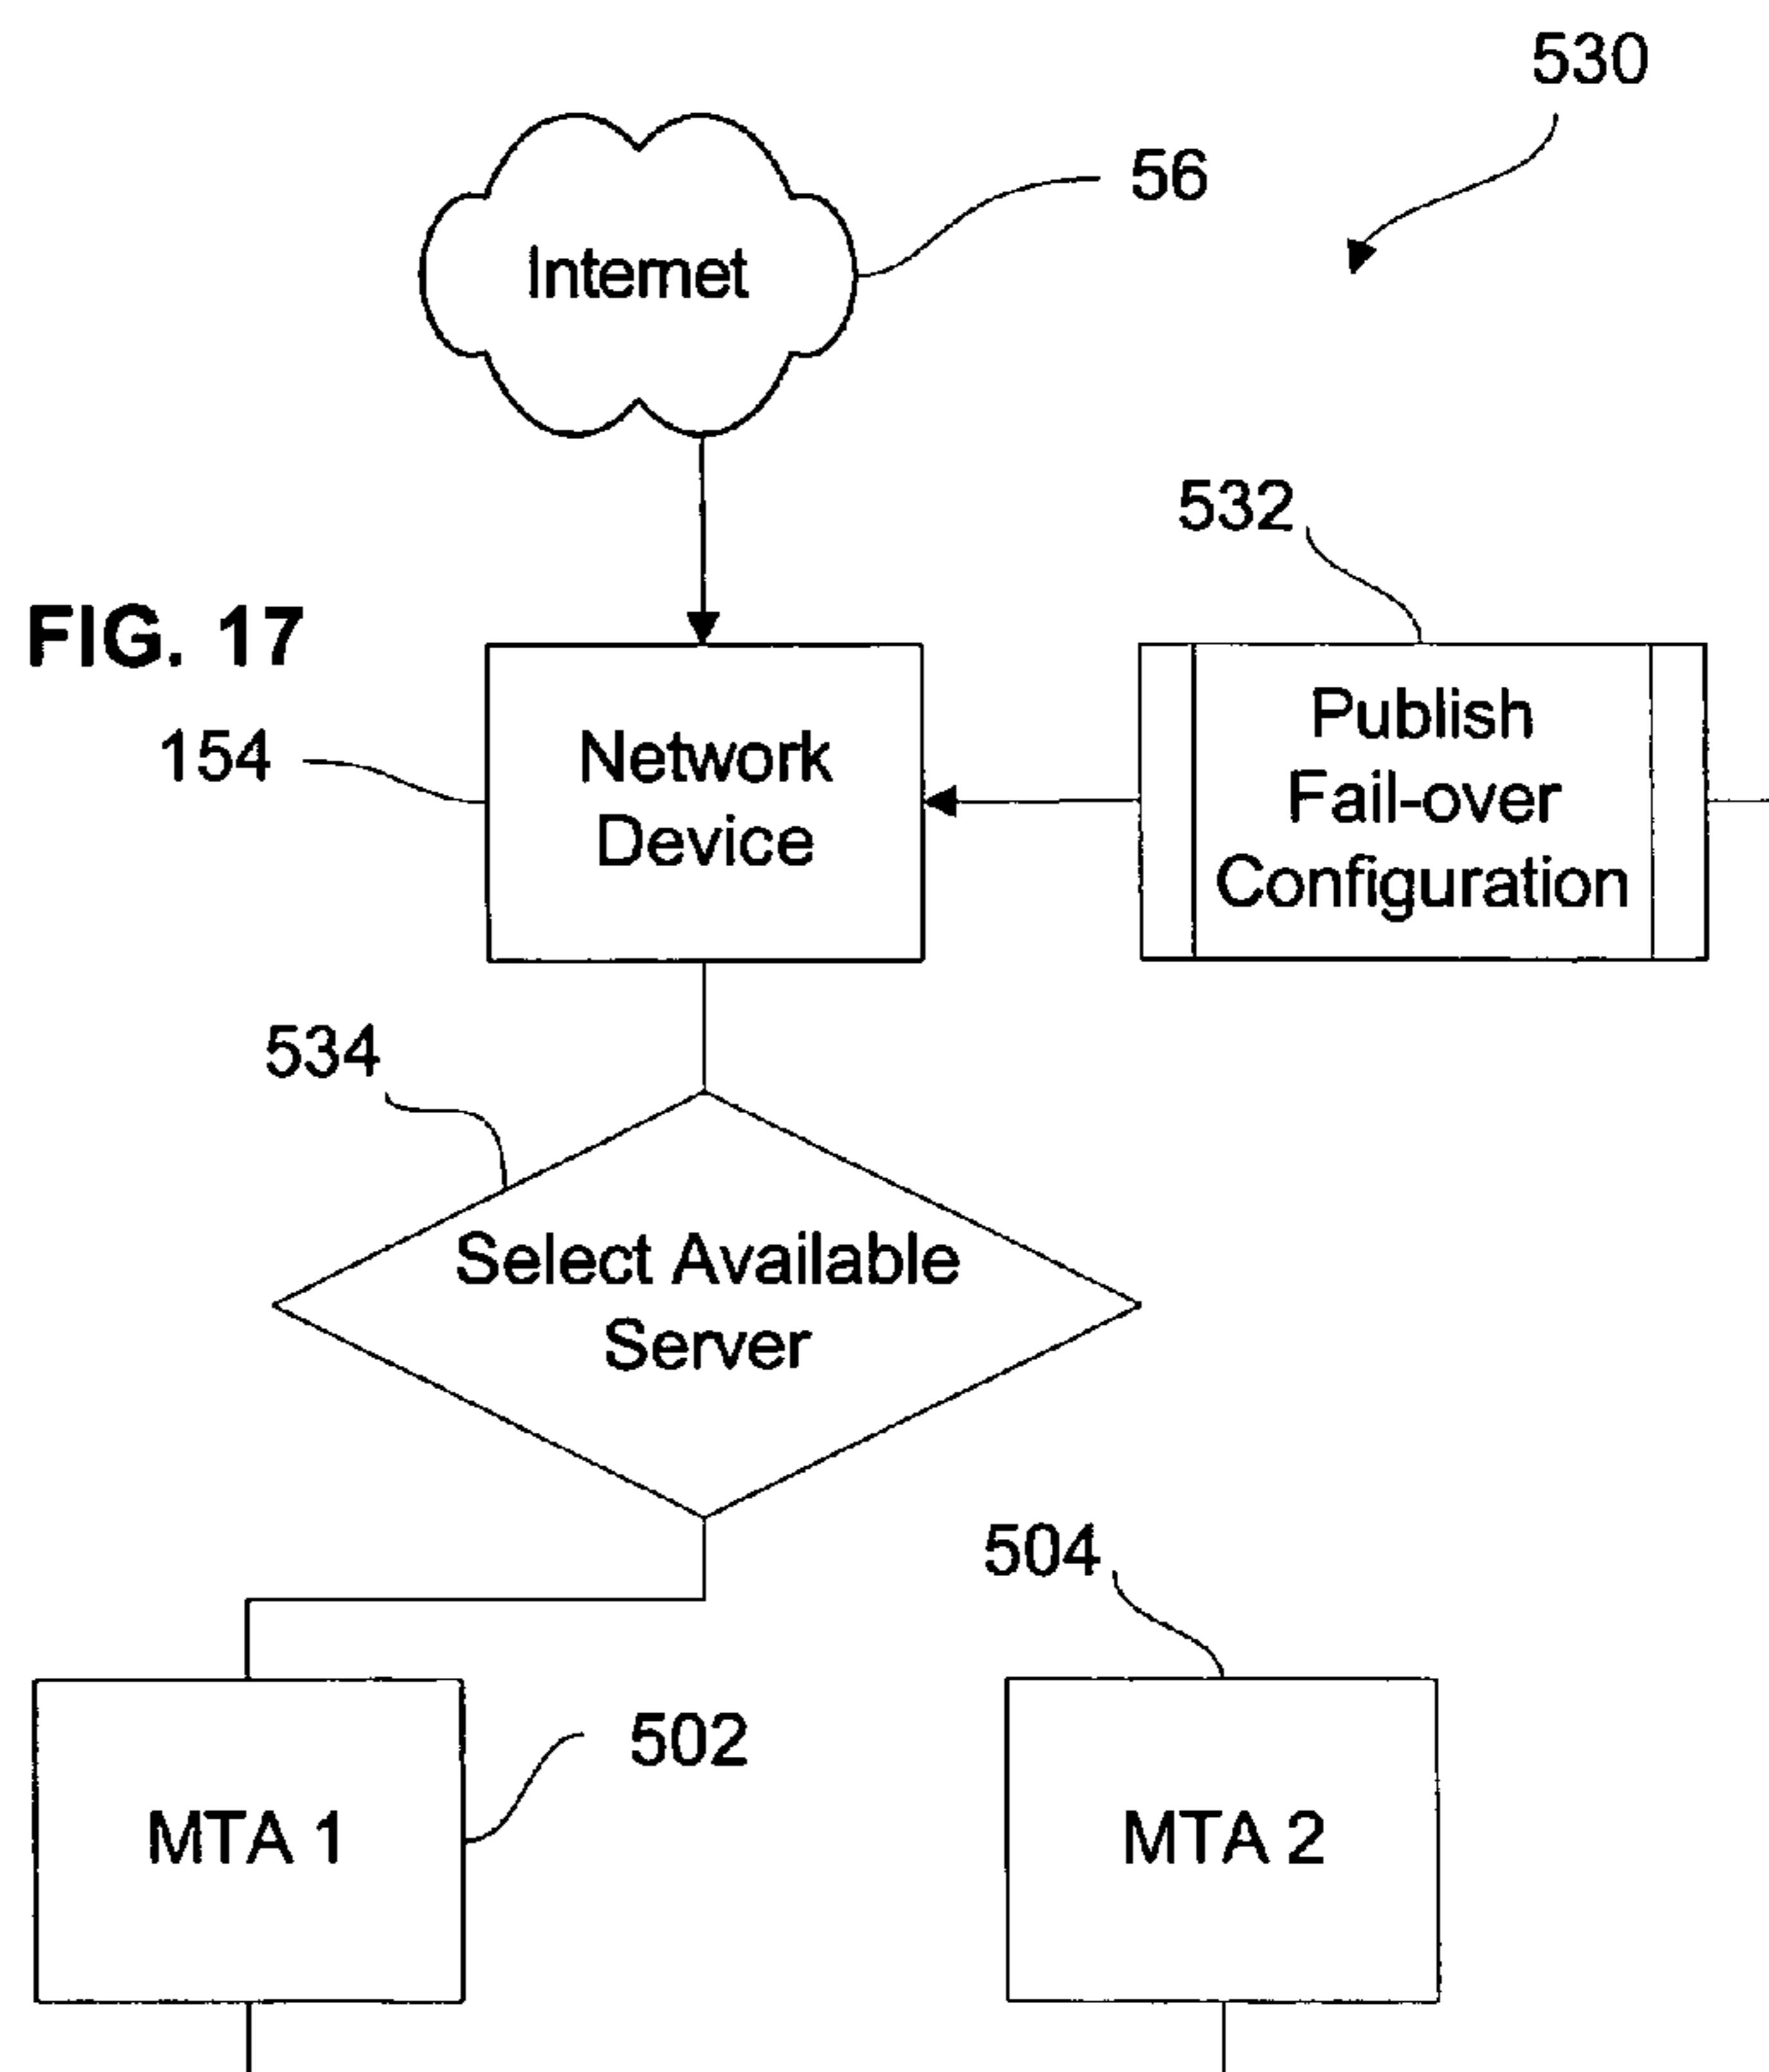 530
56
Internet
532
FIG. 17
154
Network
Device
Publish
Fail-over
Configuration
534
Select Available
Server
504
502
MTA 1
MTA 2